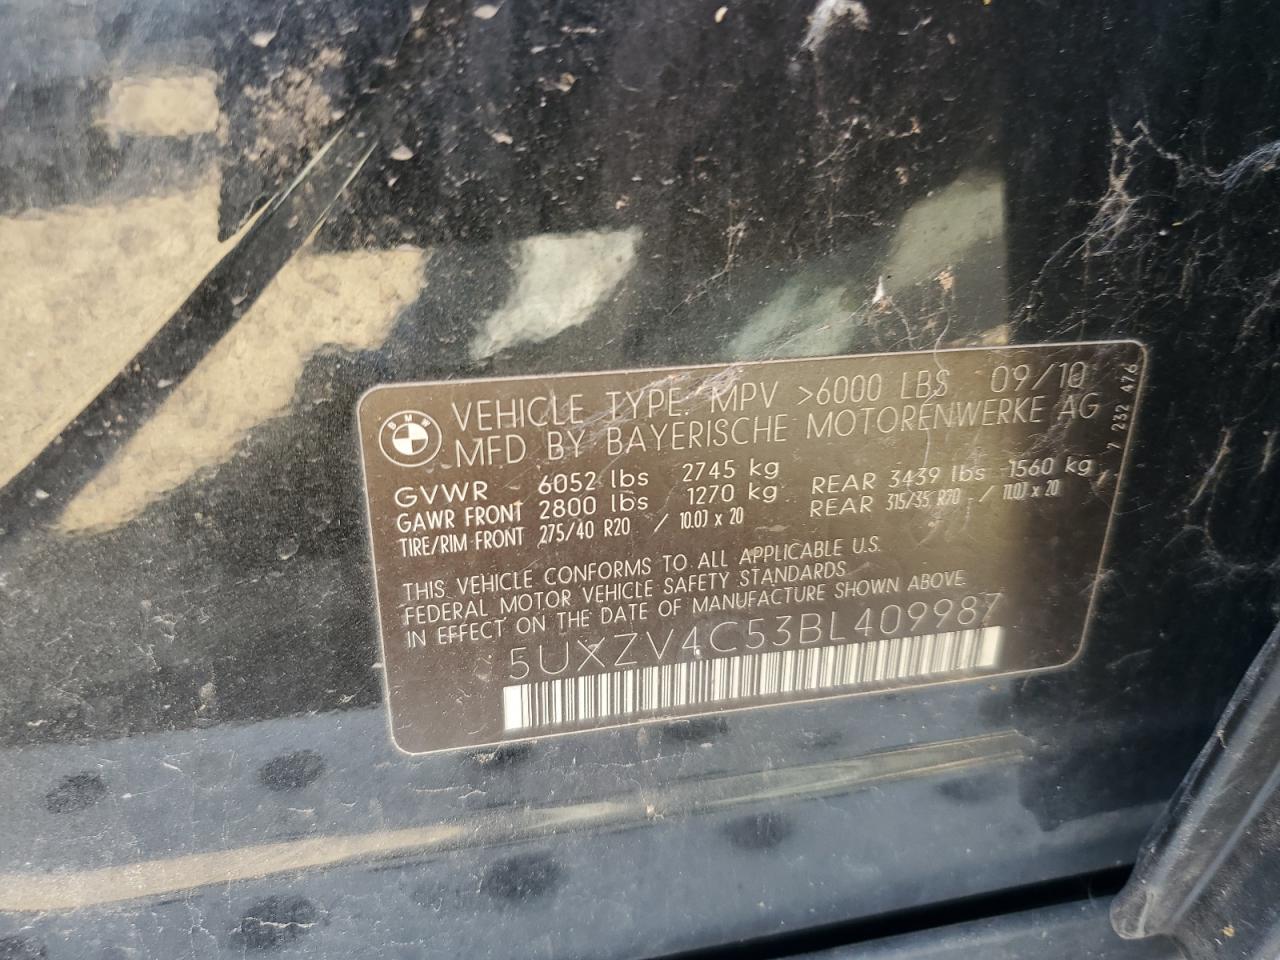 BMW
VEHICLE TYPE: MPV >6000 LBS 09/10
MFD BY BAYERISCHE MOTORENWERKE AG
7 232 476
GVWR 6052 lbs 2745 kg
GAWR FRONT 2800 lbs 1270 kg REAR 3439 lbs 1560 kg
TIRE/RIM FRONT 275/40 R20 / 10.0J x 20 REAR 315/35 R20 / 11.0J x 20
THIS VEHICLE CONFORMS TO ALL APPLICABLE U.S.
FEDERAL MOTOR VEHICLE SAFETY STANDARDS
IN EFFECT ON THE DATE OF MANUFACTURE SHOWN ABOVE
5UXZV4C53BL409987